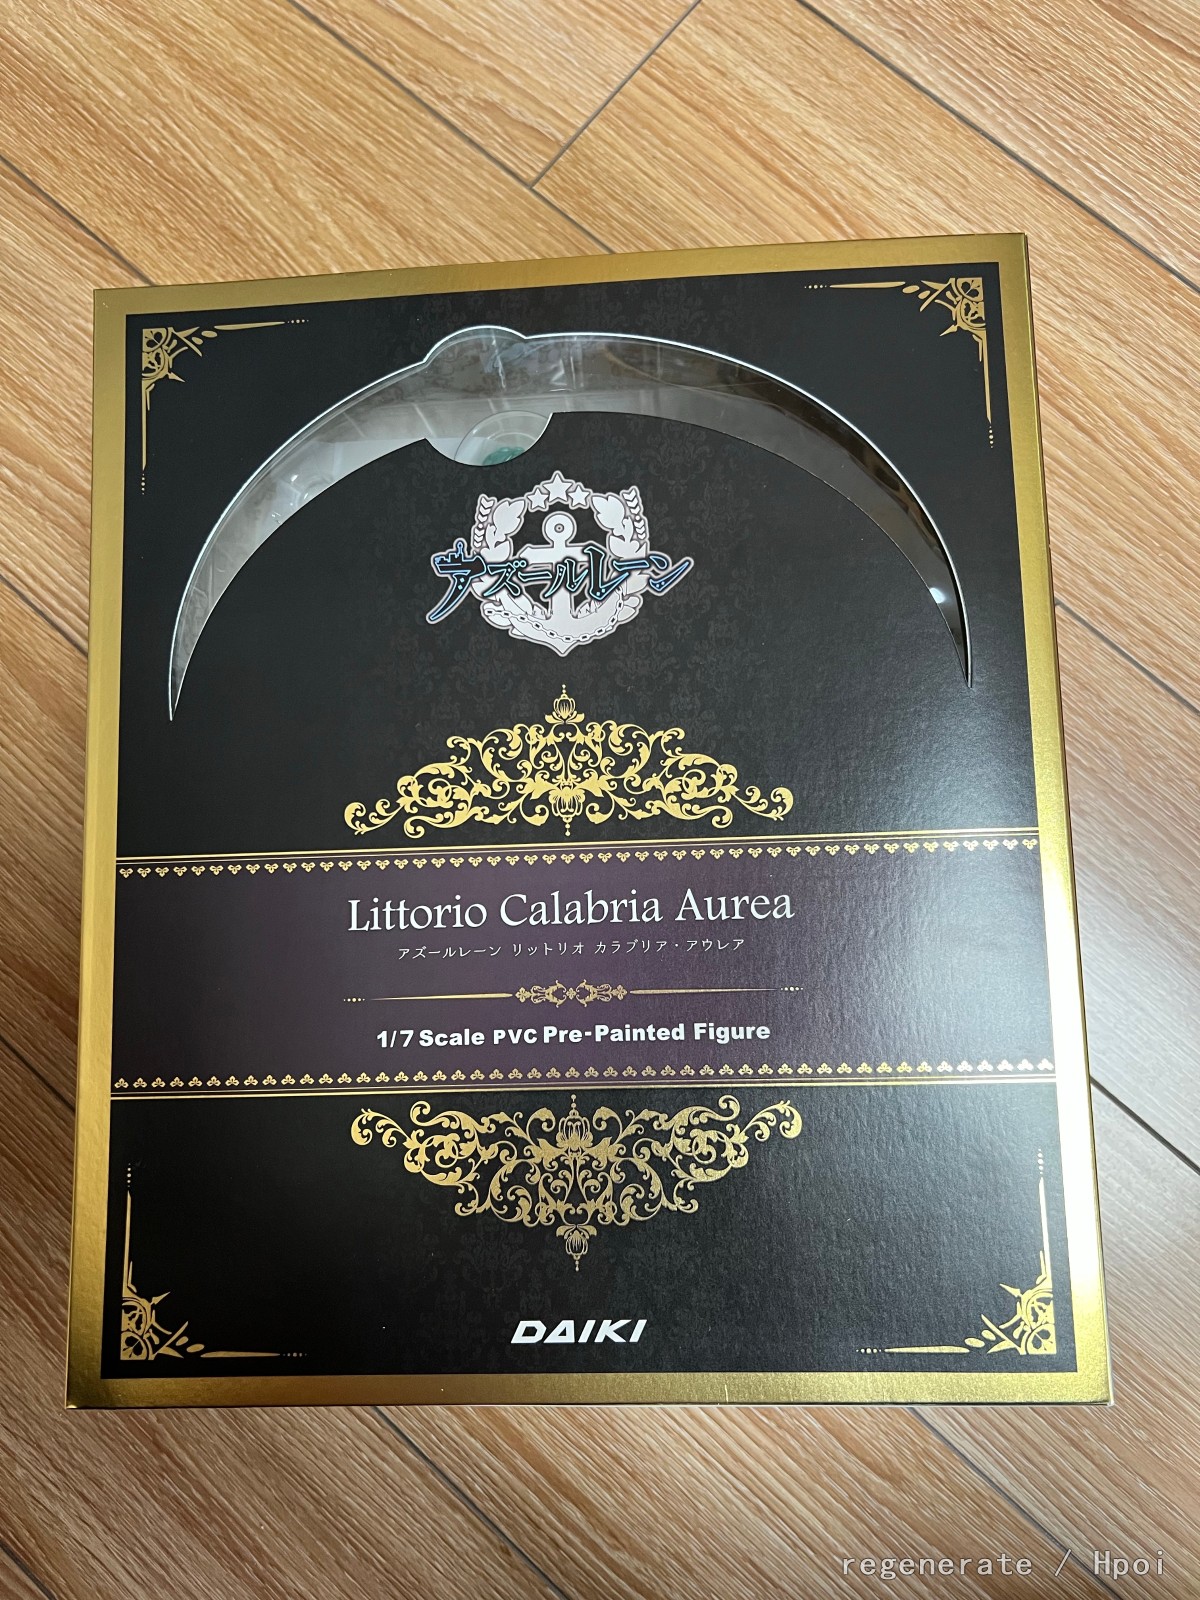 アズールレーン
Littorio Calabria Aurea
アズールレーン リットリオ カラブリア・アウレア
1/7 Scale PVC Pre-Painted Figure
DAIKI
regenerate / Hpoi